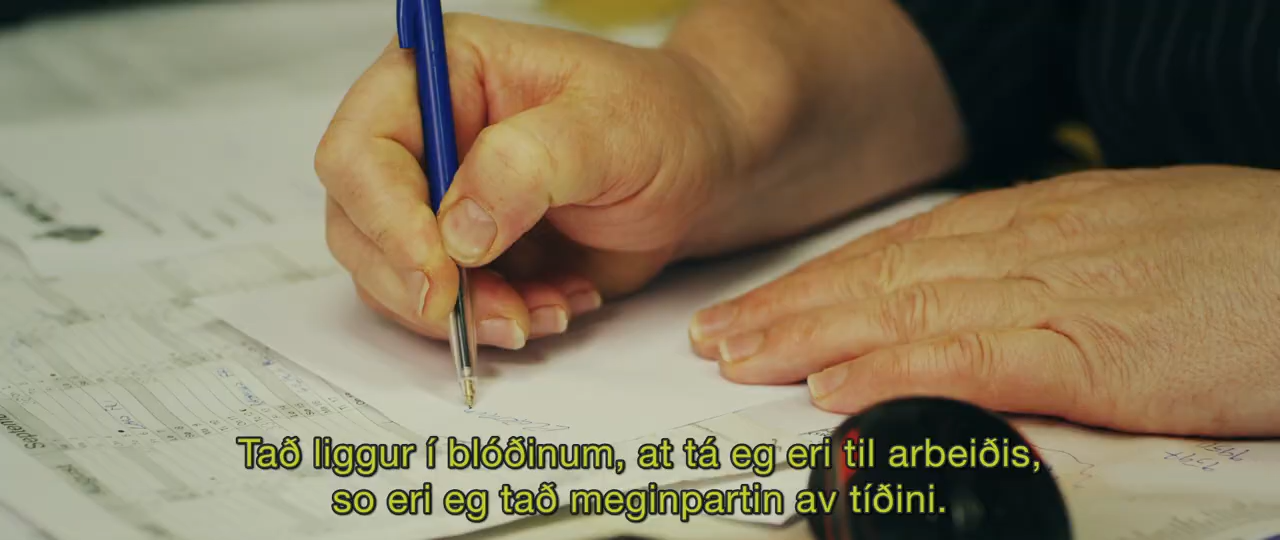 Tað liggur í blóðinum, at tá eg eri til arbeiðis,
so eri eg tað meginpartin av tíðini.